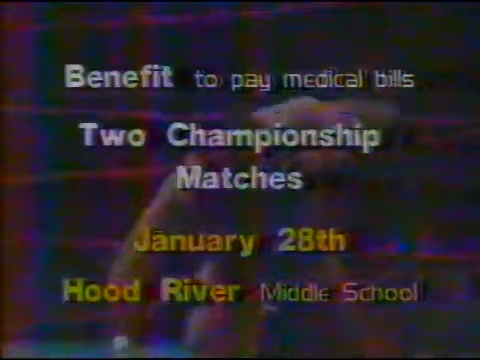 Benefit to pay medical bills
Two Championship
Matches
January 28th
Hood River Middle School